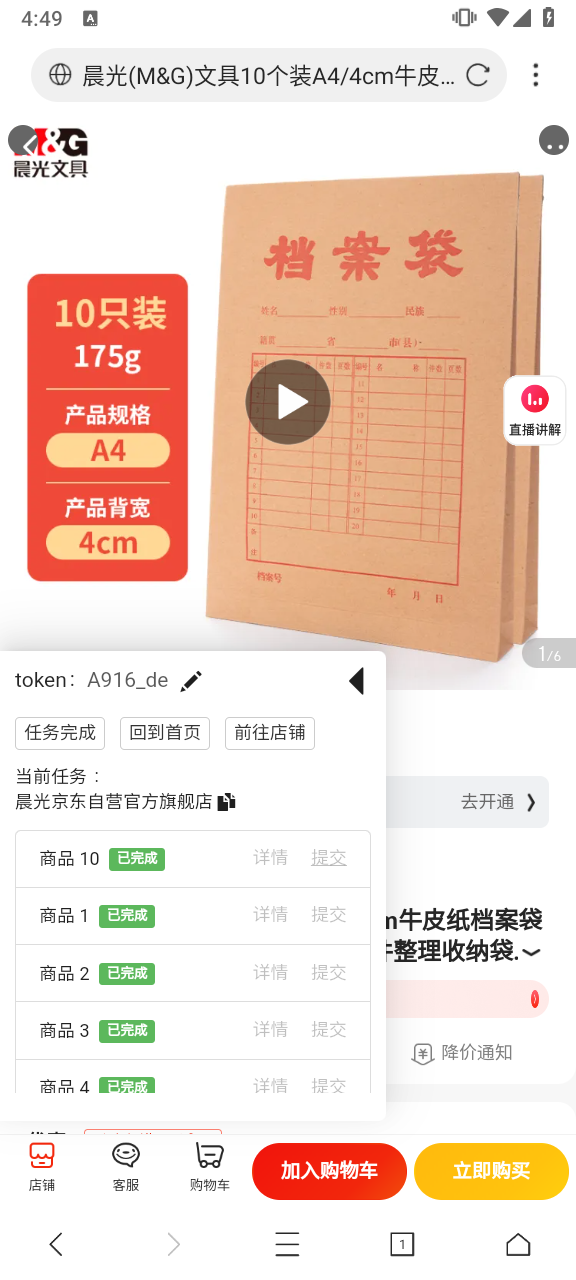 4:49
A
晨光(M&G)文具10个装A4/4cm牛皮...
M&G
晨光文具
档案袋
姓名 性别 民族
籍贯 省 市(县)
10只装
175g
产品规格
A4
产品背宽
4cm
直播讲解
档案号
年 月 日
1/6
token: A916_de
任务完成 回到首页 前往店铺
当前任务：
晨光京东自营官方旗舰店
去开通
商品 10 已完成 详情 提交
商品 1 已完成 详情 提交
商品 2 已完成 详情 提交
商品 3 已完成 详情 提交
商品 4 已完成 详情 提交
m牛皮纸档案袋
整理收纳袋.
降价通知
店铺
客服
购物车
加入购物车
立即购买
1